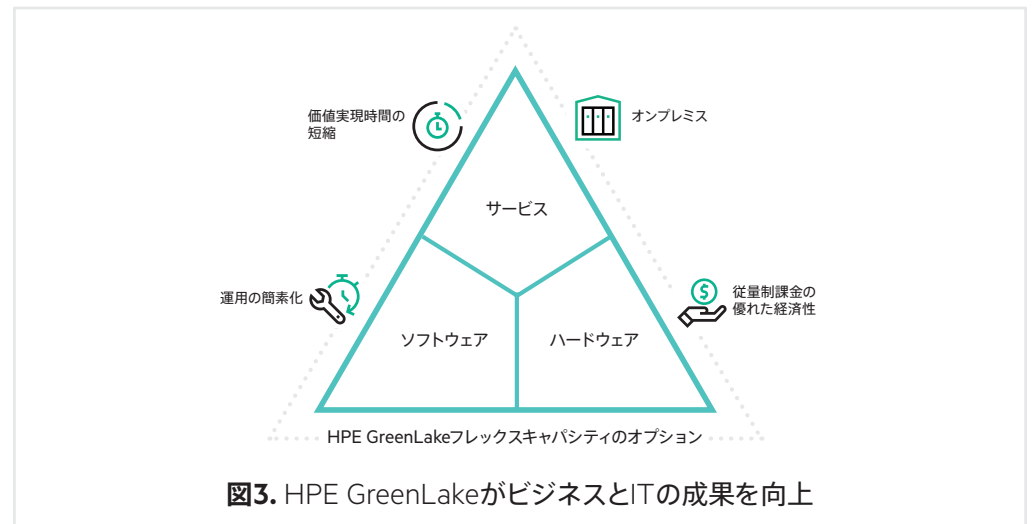 価値実現時間の
短縮
オンプレミス
サービス
運用の簡素化
従量制課金の
優れた経済性
ソフトウェア
ハードウェア
HPE GreenLakeフレックスキャパシティのオプション
図3. HPE GreenLakeがビジネスとITの成果を向上